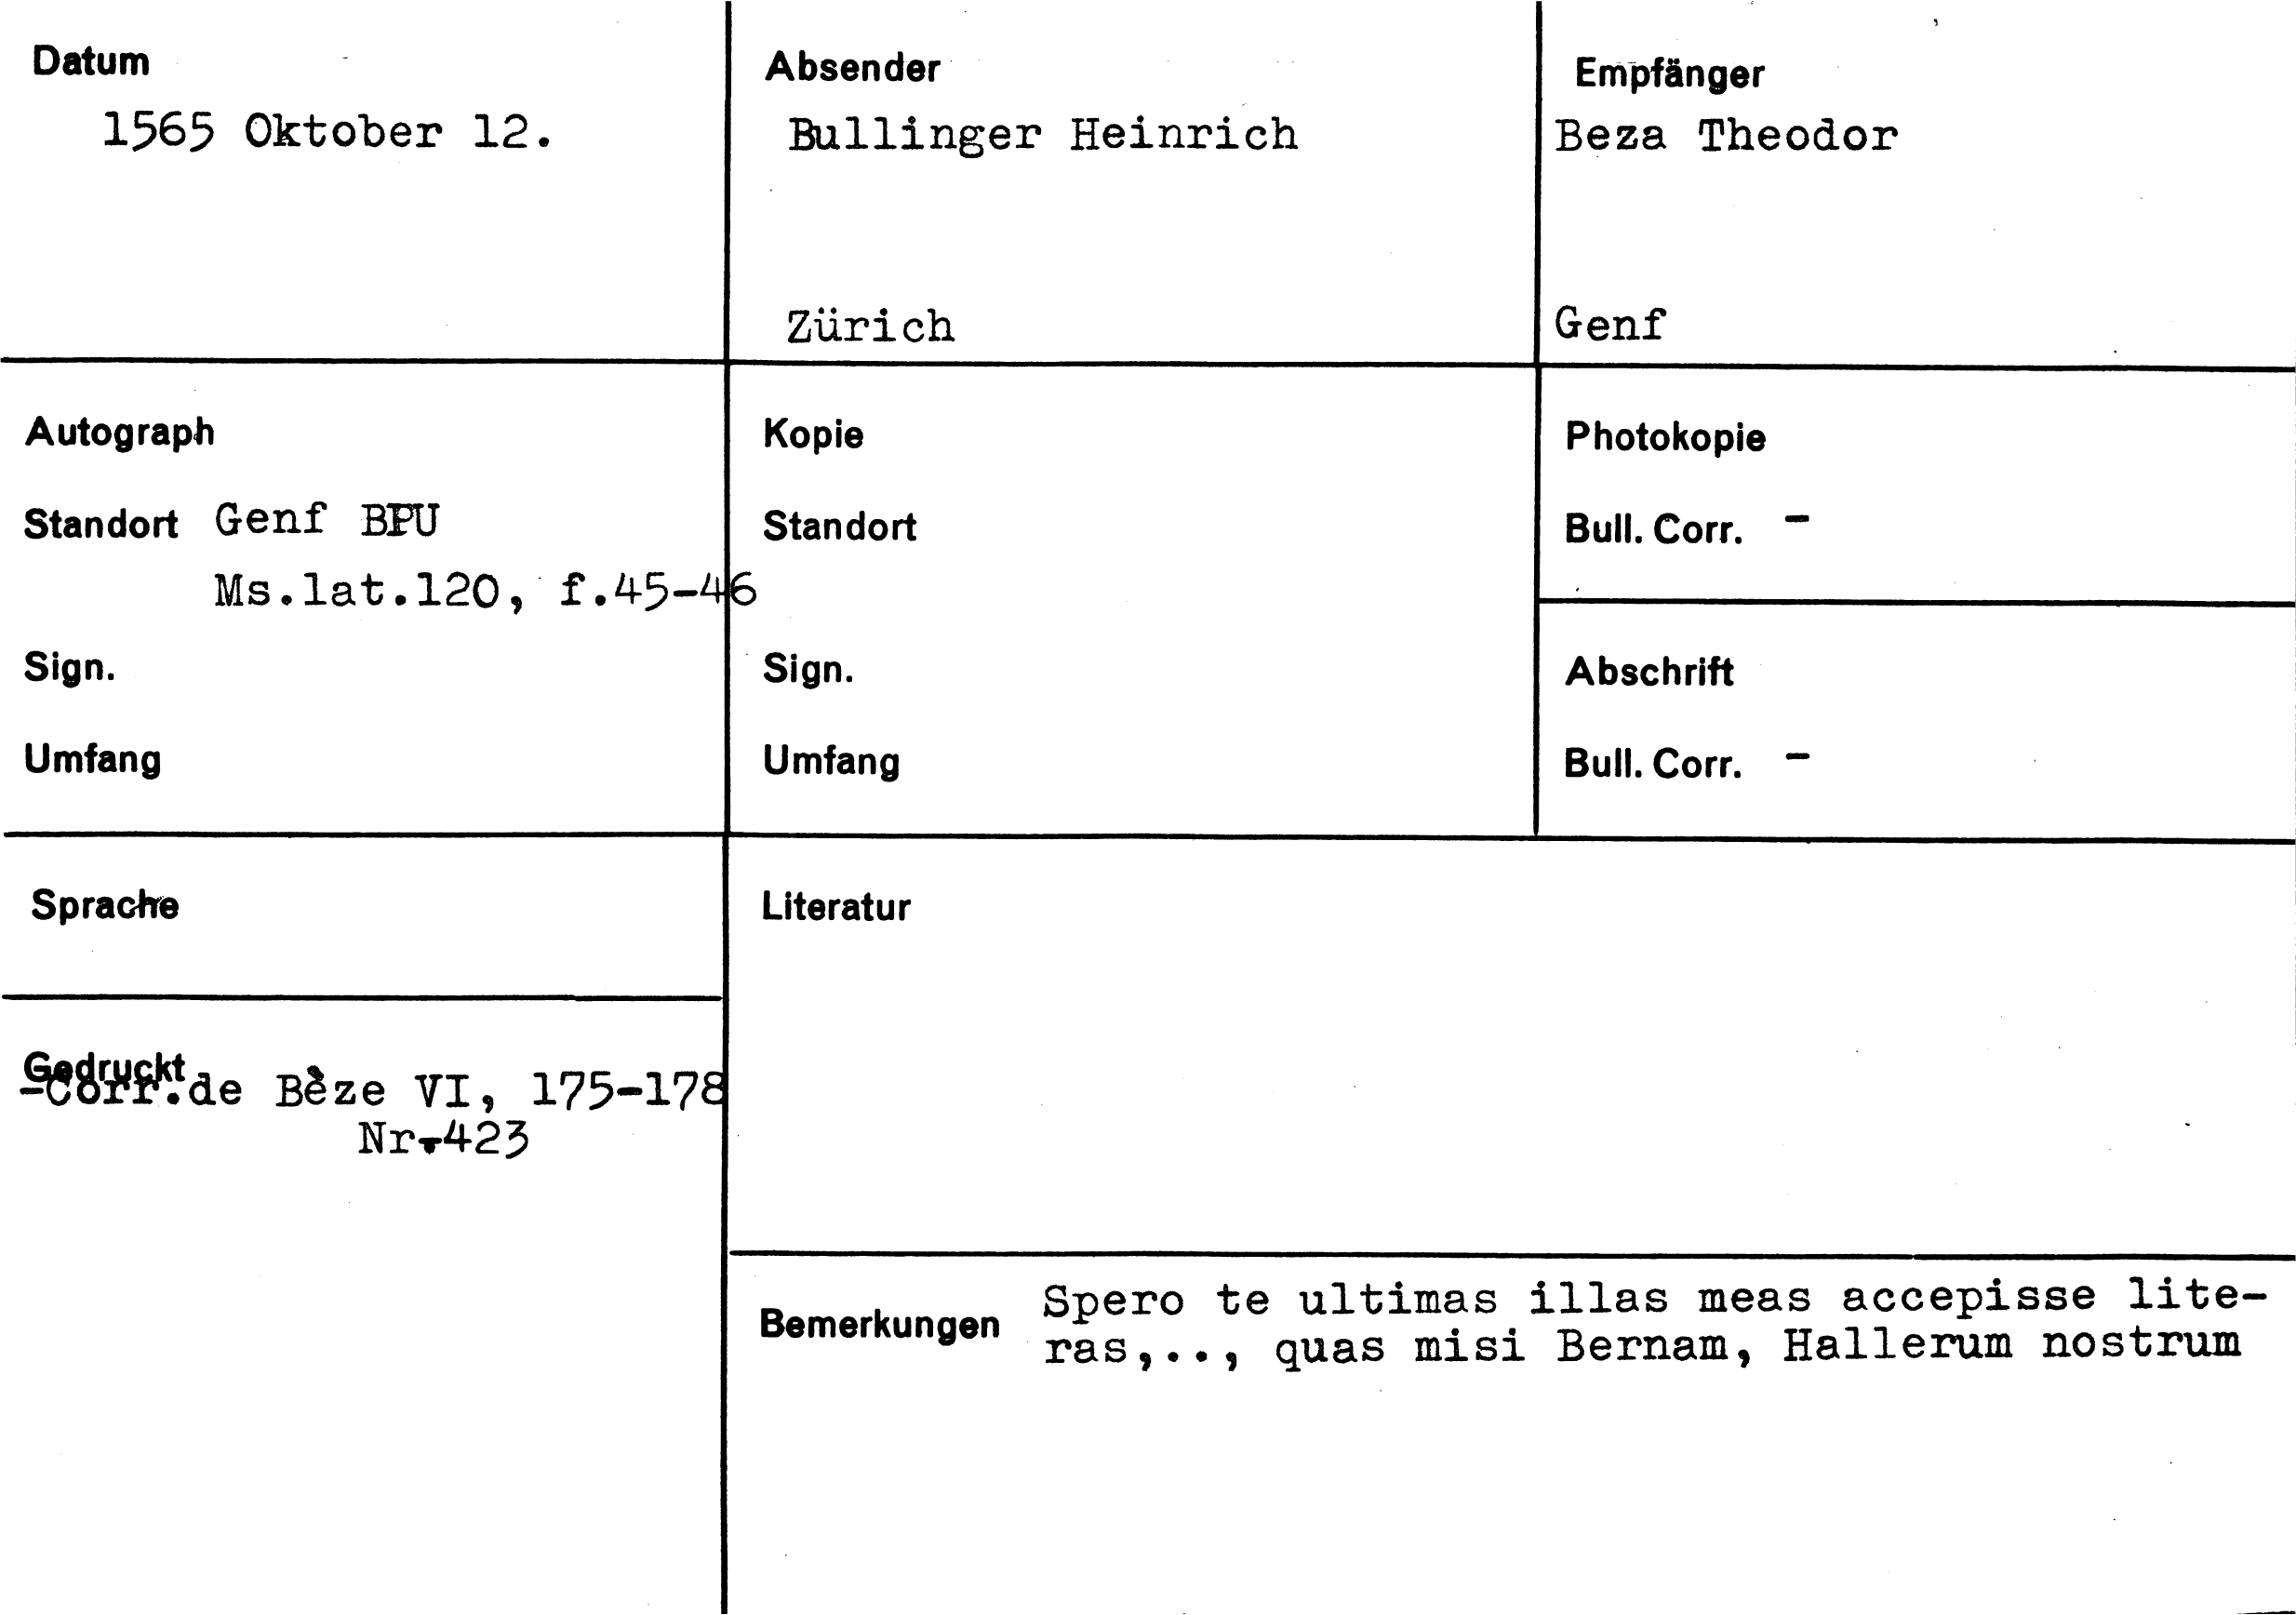 Datum
1565 Oktober 12.
Absender
Bullinger Heinrich
Zürich
Empfänger
Beza Theodor
Genf
Autograph
Standort Genf BPU
Ms.lat.120, f.45-46
Sign.
Umfang
Kopie
Standort
Sign.
Umfang
Photokopie
Bull. Corr. -
Abschrift
Bull. Corr. -
Sprache
Gedruckt
-Corr.de Bèze VI, 175-178
Nr.423
Literatur
Bemerkungen
Spero te ultimas illas meas accepisse lite-
ras,.., quas misi Bernam, Hallerum nostrum